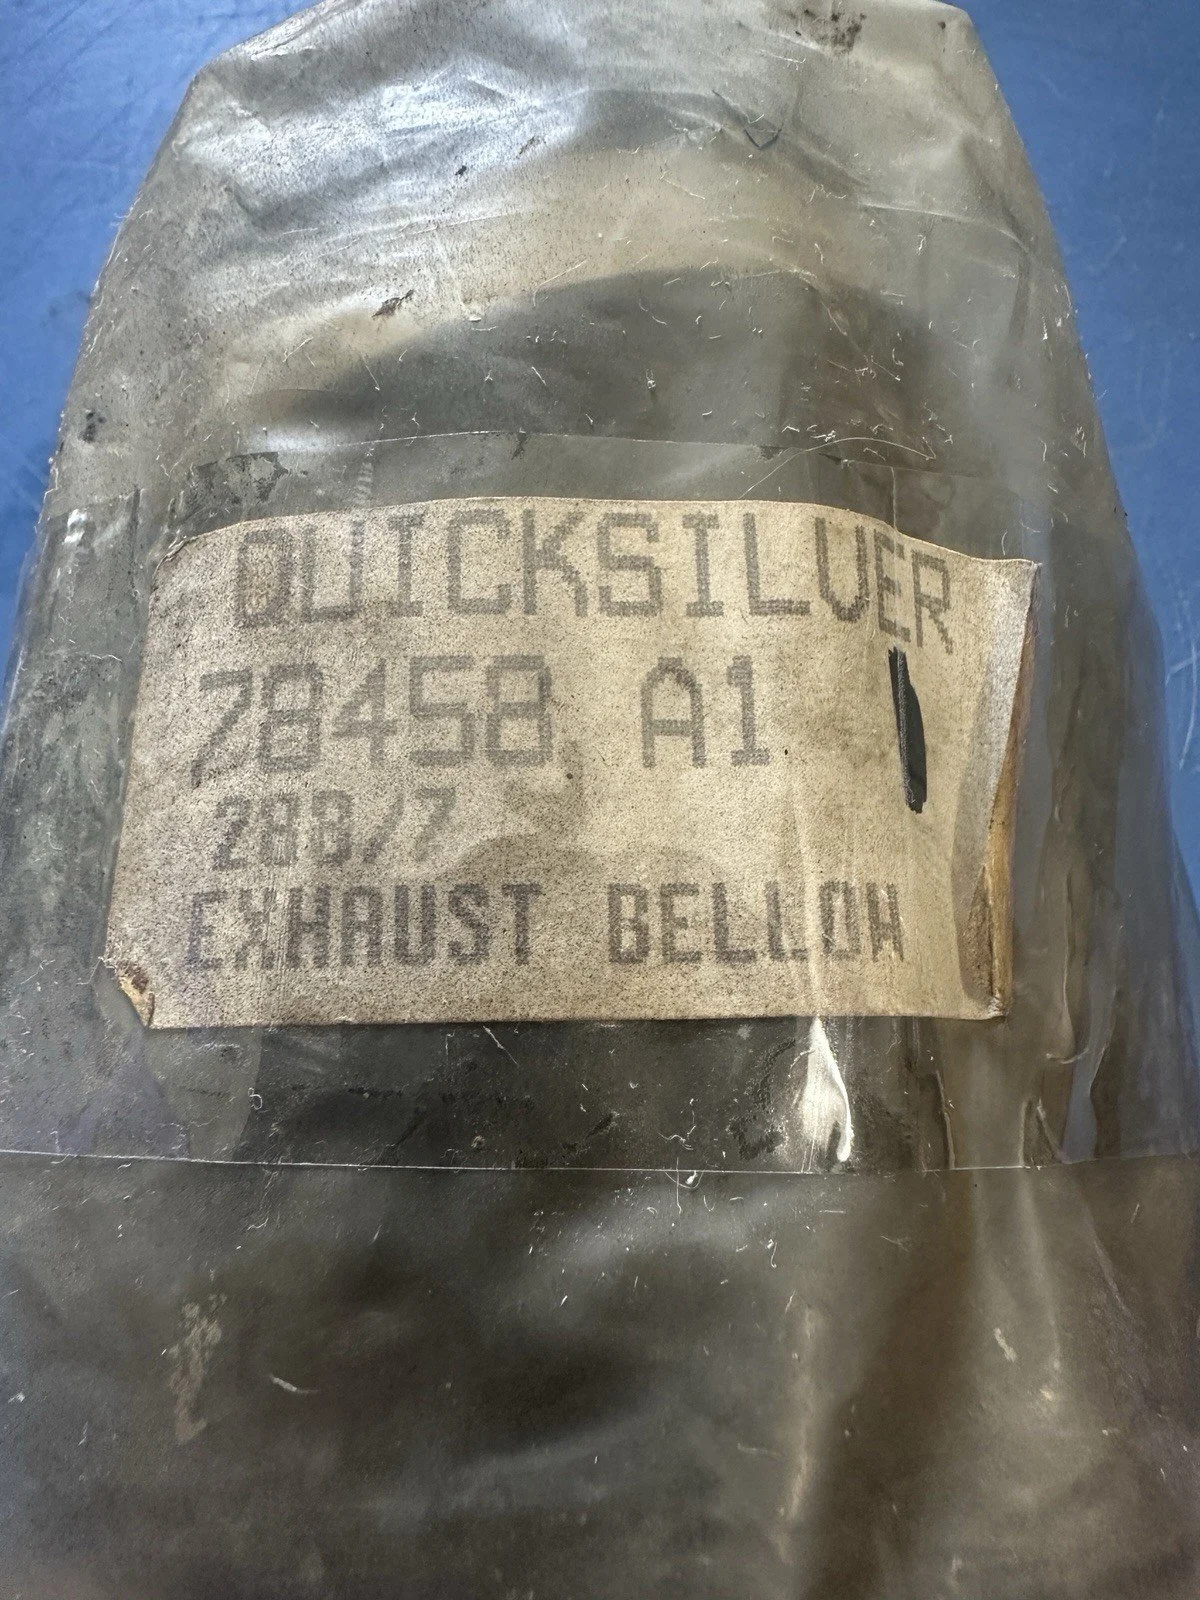 QUICKSILVER
78458 A1
288/7
EXHAUST BELLOW